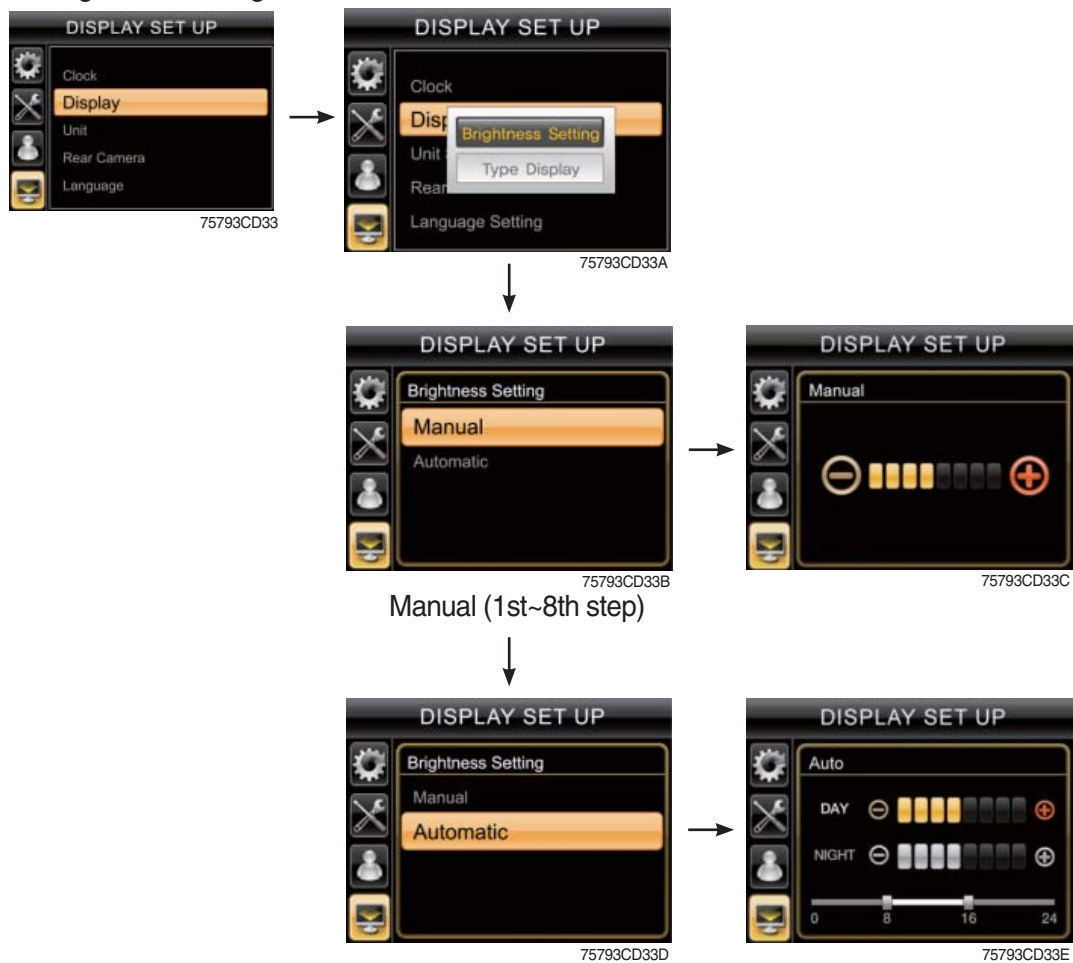 DISPLAY SET UP
Clock
Display
Unit
Rear Camera
Language
75793CD33
DISPLAY SET UP
Clock
Disp
Brightness Setting
Unit
Type Display
Rear
Language Setting
75793CD33A
DISPLAY SET UP
Brightness Setting
Manual
Automatic
75793CD33B
DISPLAY SET UP
Manual
75793CD33C
Manual (1st~8th step)
DISPLAY SET UP
Brightness Setting
Manual
Automatic
75793CD33D
DISPLAY SET UP
Auto
DAY
NIGHT
0 8 16 24
75793CD33E